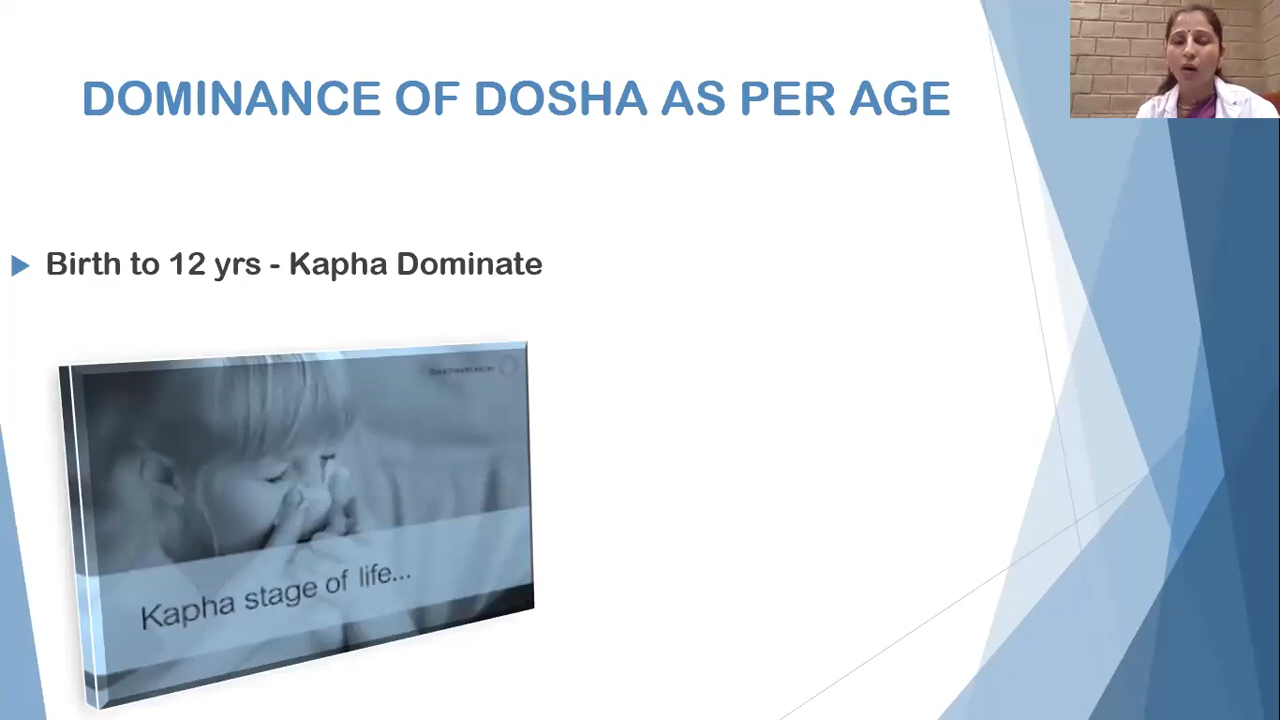 DOMINANCE OF DOSHA AS PER AGE
Birth to 12 yrs - Kapha Dominate
Kapha stage of life...